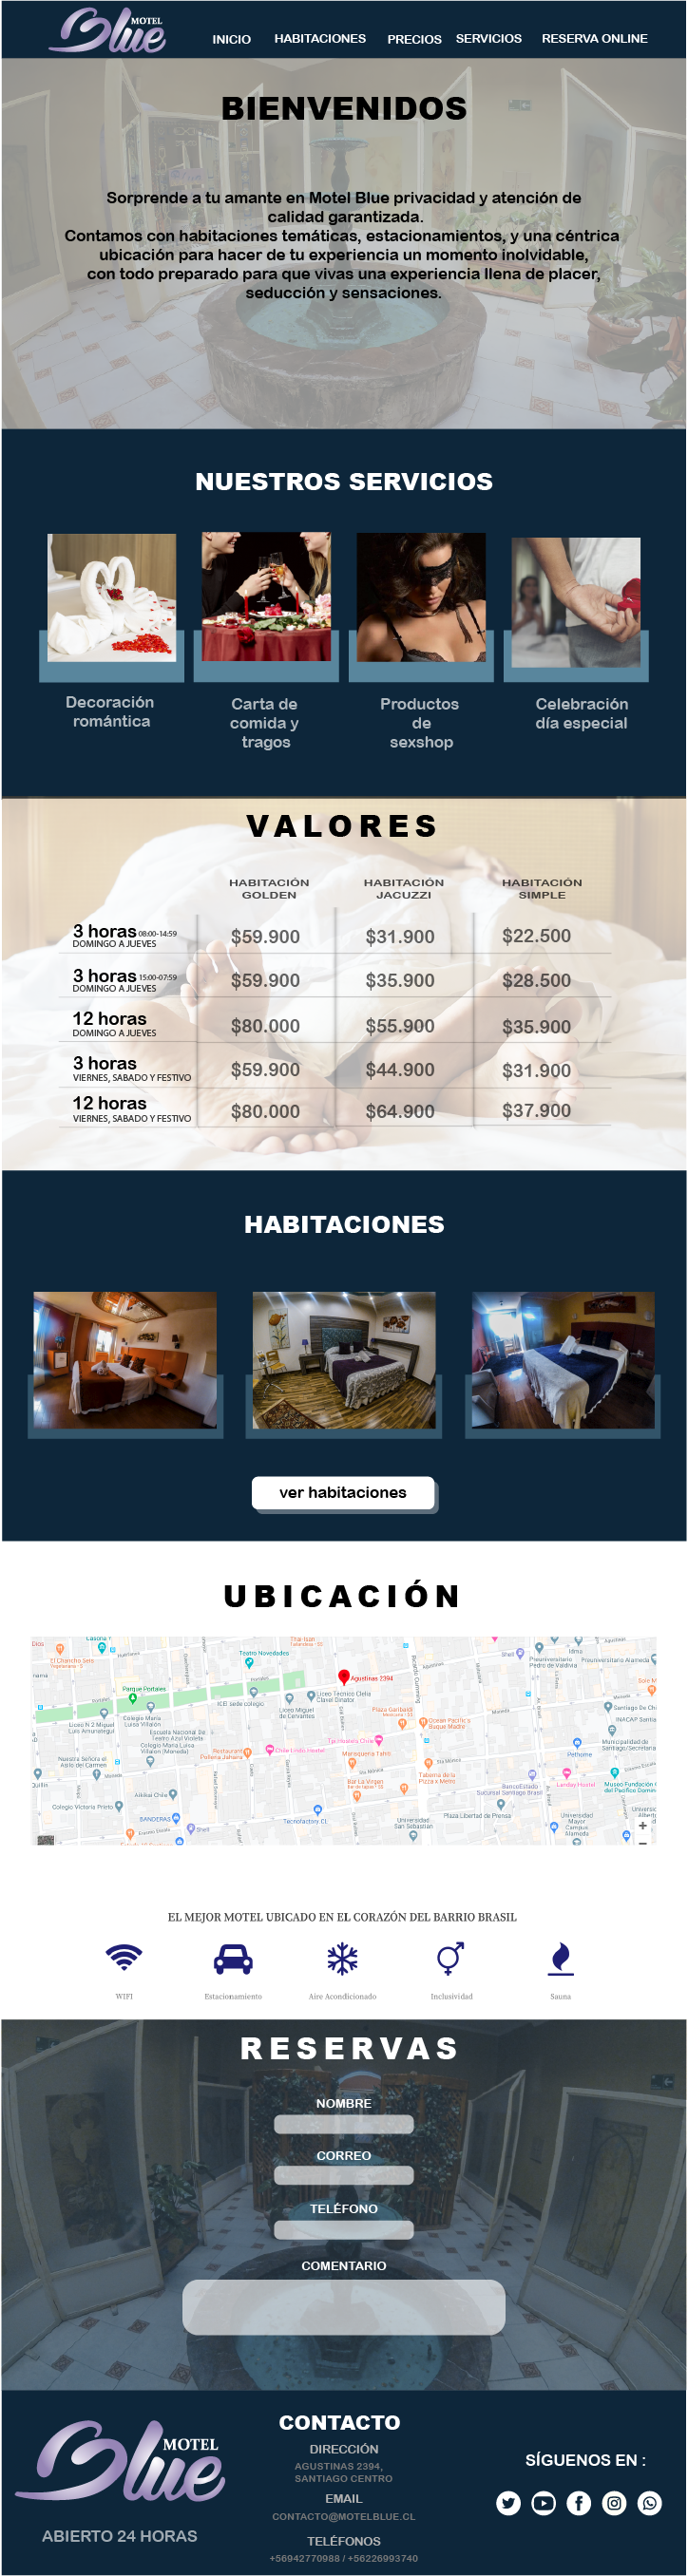 MOTEL
Blue
INICIO HABITACIONES PRECIOS SERVICIOS RESERVA ONLINE
BIENVENIDOS
Sorprende a tu amante en Motel Blue privacidad y atención de
calidad garantizada.
Contamos con habitaciones temáticas, estacionamientos, y una céntrica
ubicación para hacer de tu experiencia un momento inolvidable,
con todo preparado para que vivas una experiencia llena de placer,
seducción y sensaciones.
NUESTROS SERVICIOS
Decoración
romántica
Carta de
comida y
tragos
Productos
de
sexshop
Celebración
día especial
VALORES
HABITACIÓN
GOLDEN
HABITACIÓN
JACUZZI
HABITACIÓN
SIMPLE
3 horas 08:00-14:59
DOMINGO A JUEVES
$59.900 $31.900 $22.500
3 horas 15:00-07:59
DOMINGO A JUEVES
$59.900 $35.900 $28.500
12 horas
DOMINGO A JUEVES
$80.000 $55.900 $35.900
3 horas
VIERNES, SABADO Y FESTIVO
$59.900 $44.900 $31.900
12 horas
VIERNES, SABADO Y FESTIVO
$80.000 $64.900 $37.900
HABITACIONES
ver habitaciones
UBICACIÓN
Teatro Novedades
Agustinas 2394
Parque Portales
EL MEJOR MOTEL UBICADO EN EL CORAZÓN DEL BARRIO BRASIL
WIFI
Estacionamiento
Aire Acondicionado
Inclusividad
Sauna
RESERVAS
NOMBRE
CORREO
TELÉFONO
COMENTARIO
MOTEL
Blue
ABIERTO 24 HORAS
CONTACTO
DIRECCIÓN
AGUSTINAS 2394,
SANTIAGO CENTRO
EMAIL
CONTACTO@MOTELBLUE.CL
TELÉFONOS
+56942770988 / +56226993740
SÍGUENOS EN :